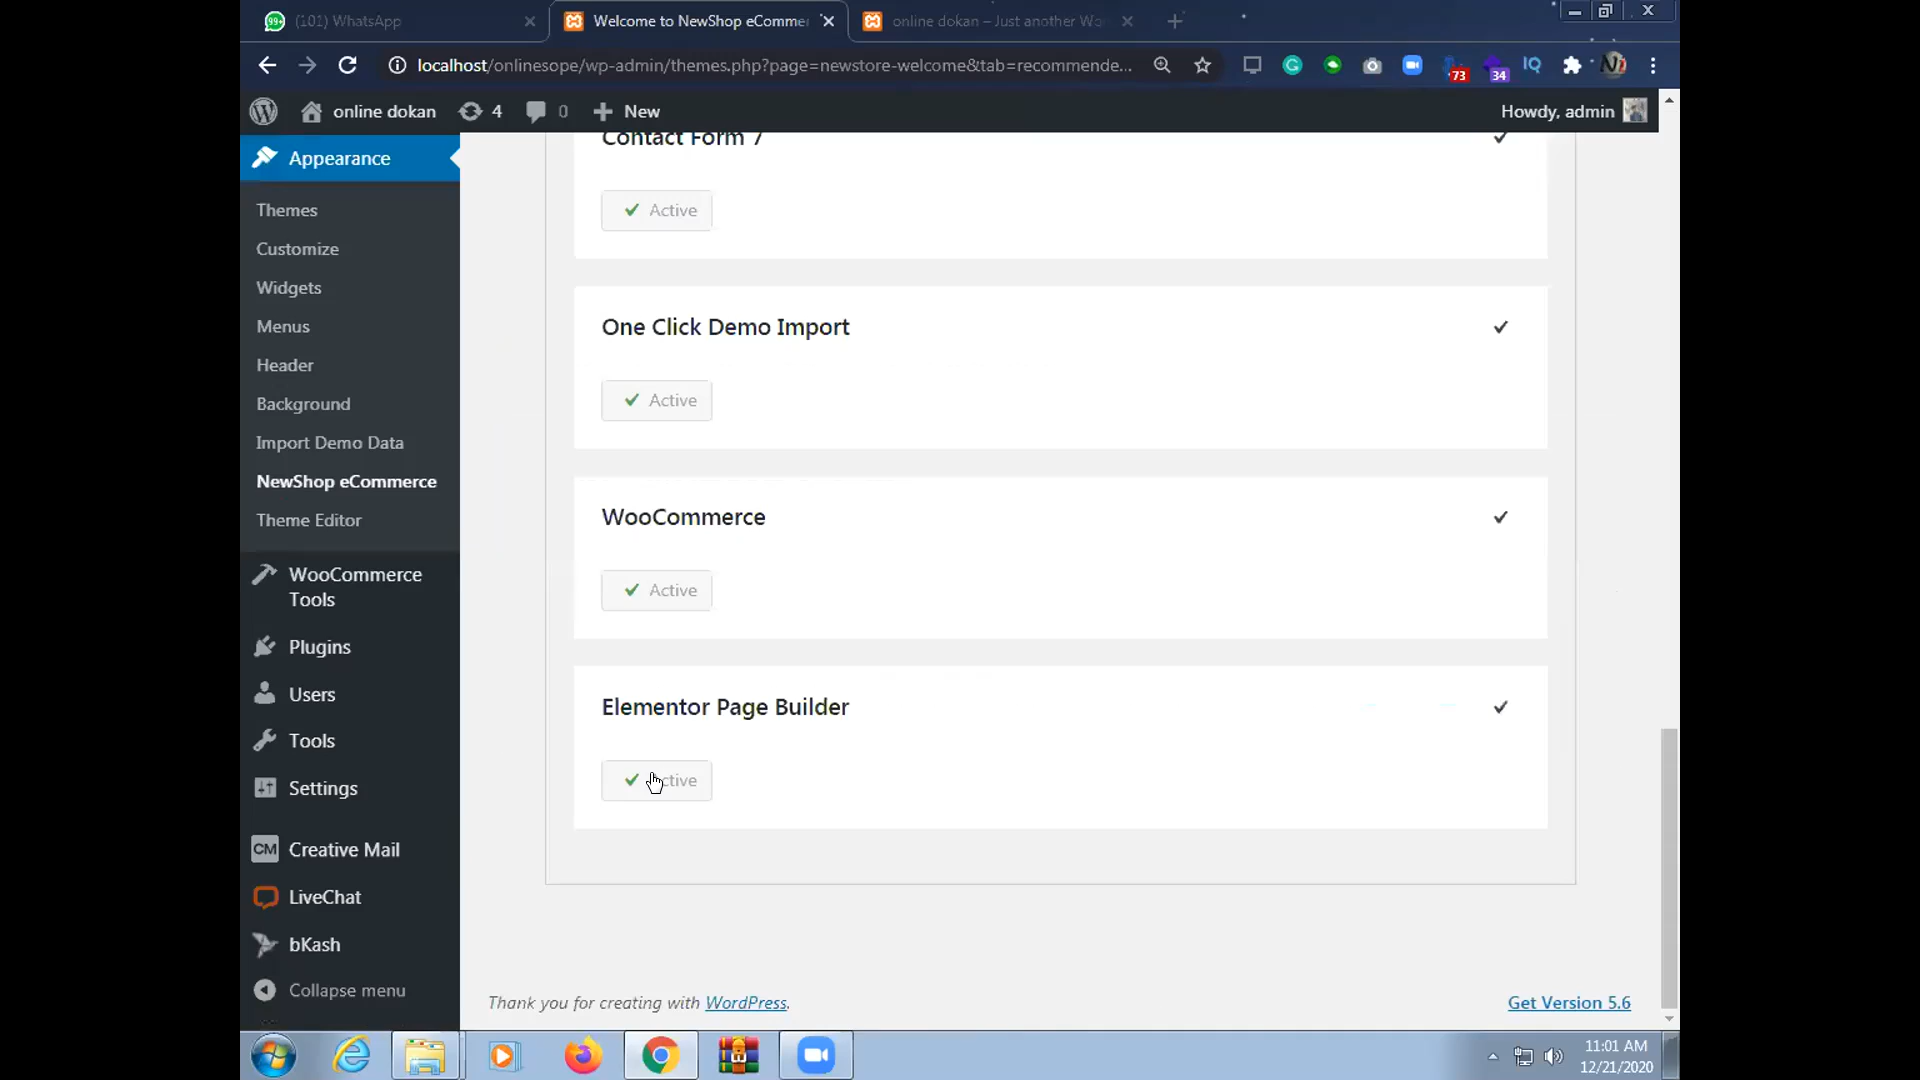 99+
(101) WhatsApp
Welcome to NewShop eComme
online dokan – Just another Wo
localhost/onlinesope/wp-admin/themes.php?page=newstore-welcome&tab=recommende...
73
34
IQ
online dokan
4
0
New
Howdy, admin
Appearance
Themes
Customize
Widgets
Menus
Header
Background
Import Demo Data
NewShop eCommerce
Theme Editor
WooCommerce
Tools
Plugins
Users
Tools
Settings
CM Creative Mail
LiveChat
bKash
Collapse menu
Contact Form 7
Active
One Click Demo Import
Active
WooCommerce
Active
Elementor Page Builder
Active
Thank you for creating with WordPress.
Get Version 5.6
11:01 AM
12/21/2020